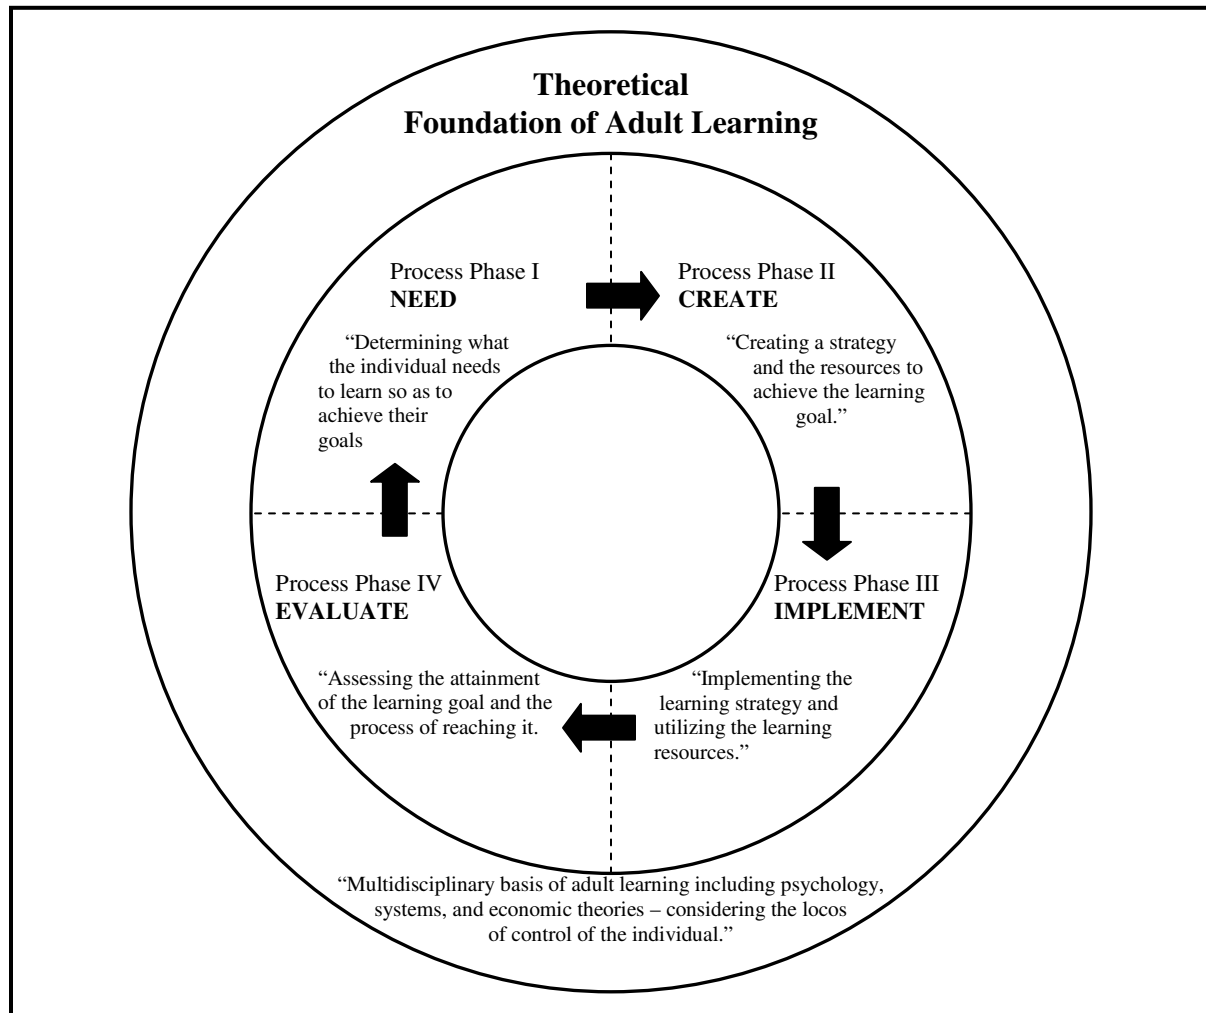 Theoretical
Foundation of Adult Learning
Process Phase I
NEED
“Determining what
the individual needs
to learn so as to
achieve their
goals
Process Phase II
CREATE
“Creating a strategy
and the resources to
achieve the learning
goal.”
Process Phase III
IMPLEMENT
“Implementing the
learning strategy and
utilizing the learning
resources.”
Process Phase IV
EVALUATE
“Assessing the attainment
of the learning goal and the
process of reaching it.
“Multidisciplinary basis of adult learning including psychology,
systems, and economic theories – considering the locos
of control of the individual.”